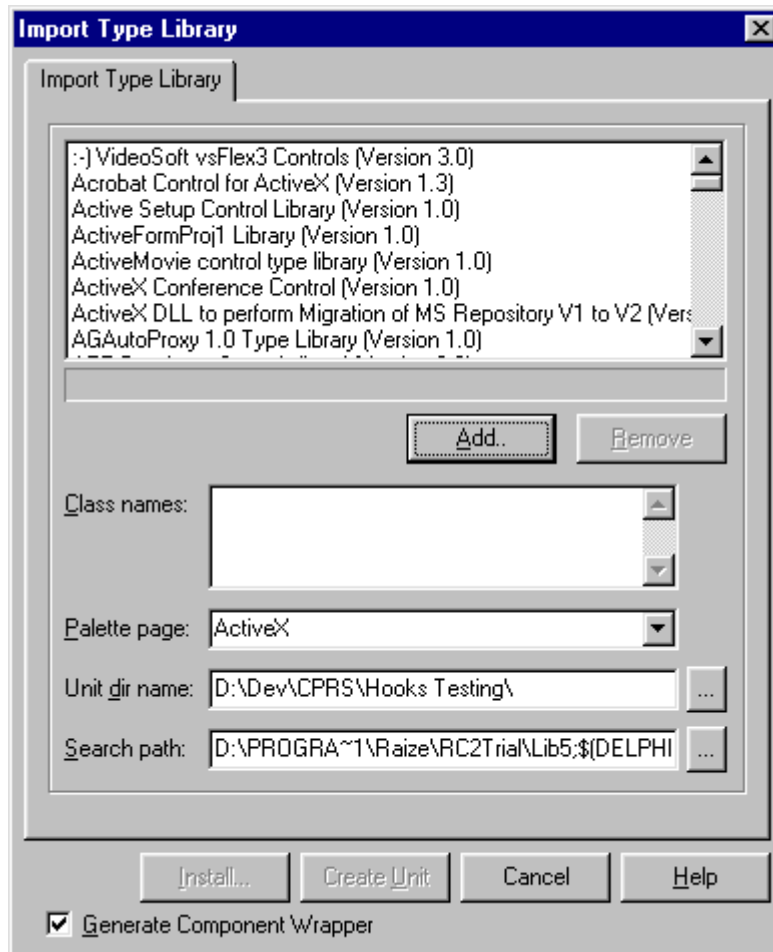 Import Type Library
Import Type Library
:-) VideoSoft vsFlex3 Controls (Version 3.0)
Acrobat Control for ActiveX (Version 1.3)
Active Setup Control Library (Version 1.0)
ActiveFormProj1 Library (Version 1.0)
ActiveMovie control type library (Version 1.0)
ActiveX Conference Control (Version 1.0)
ActiveX DLL to perform Migration of MS Repository V1 to V2 (Vers
AGAutoProxy 1.0 Type Library (Version 1.0)
Add.. Remove
Class names:
Palette page: ActiveX
Unit dir name: D:\Dev\CPRS\Hooks Testing\ ...
Search path: D:\PROGRA~1\Raize\RC2Trial\Lib5;$(DELPHI ...
Install... Create Unit Cancel Help
Generate Component Wrapper